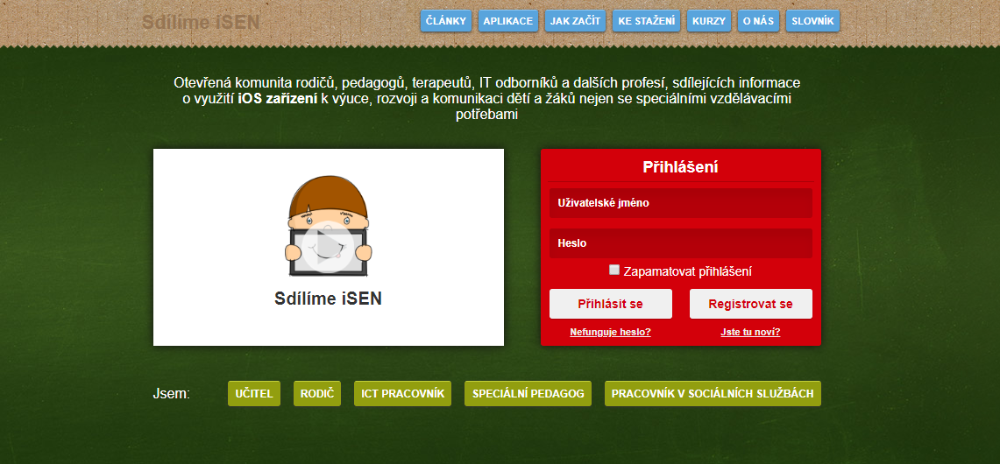 Sdílíme iSEN
ČLÁNKY APLIKACE JAK ZAČÍT KE STAŽENÍ KURZY O NÁS SLOVNÍK
Otevřená komunita rodičů, pedagogů, terapeutů, IT odborníků a dalších profesí, sdílejících informace
o využití iOS zařízení k výuce, rozvoji a komunikaci dětí a žáků nejen se speciálními vzdělávacími
potřebami
Sdílíme iSEN
Přihlášení
Uživatelské jméno
Heslo
Zapamatovat přihlášení
Přihlásit se Registrovat se
Nefunguje heslo? Jste tu noví?
Jsem: UČITEL RODIČ ICT PRACOVNÍK SPECIÁLNÍ PEDAGOG PRACOVNÍK V SOCIÁLNÍCH SLUŽBÁCH